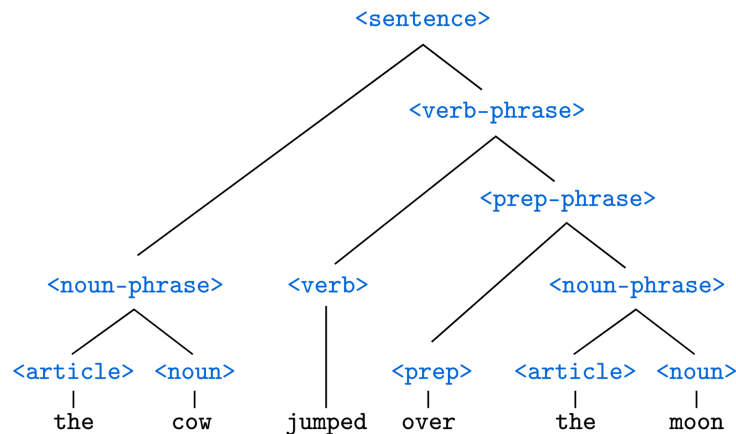 <sentence>
<verb-phrase>
<prep-phrase>
<noun-phrase> <verb> <noun-phrase>
<article> <noun> <prep> <article> <noun>
the cow jumped over the moon